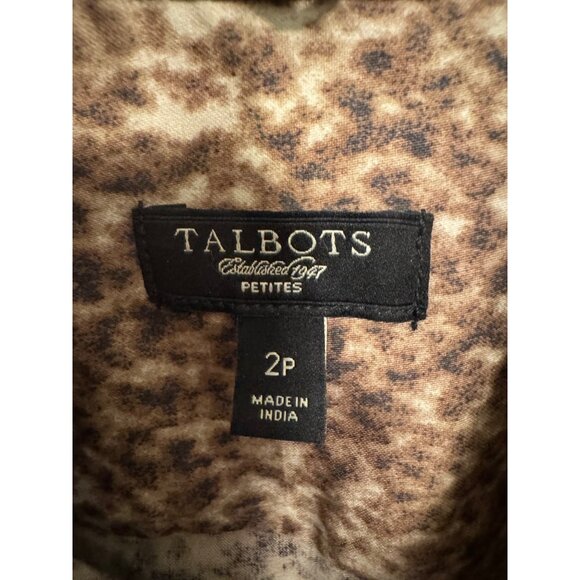 TALBOTS
Established 1947
PETITES
2P
MADE IN
INDIA